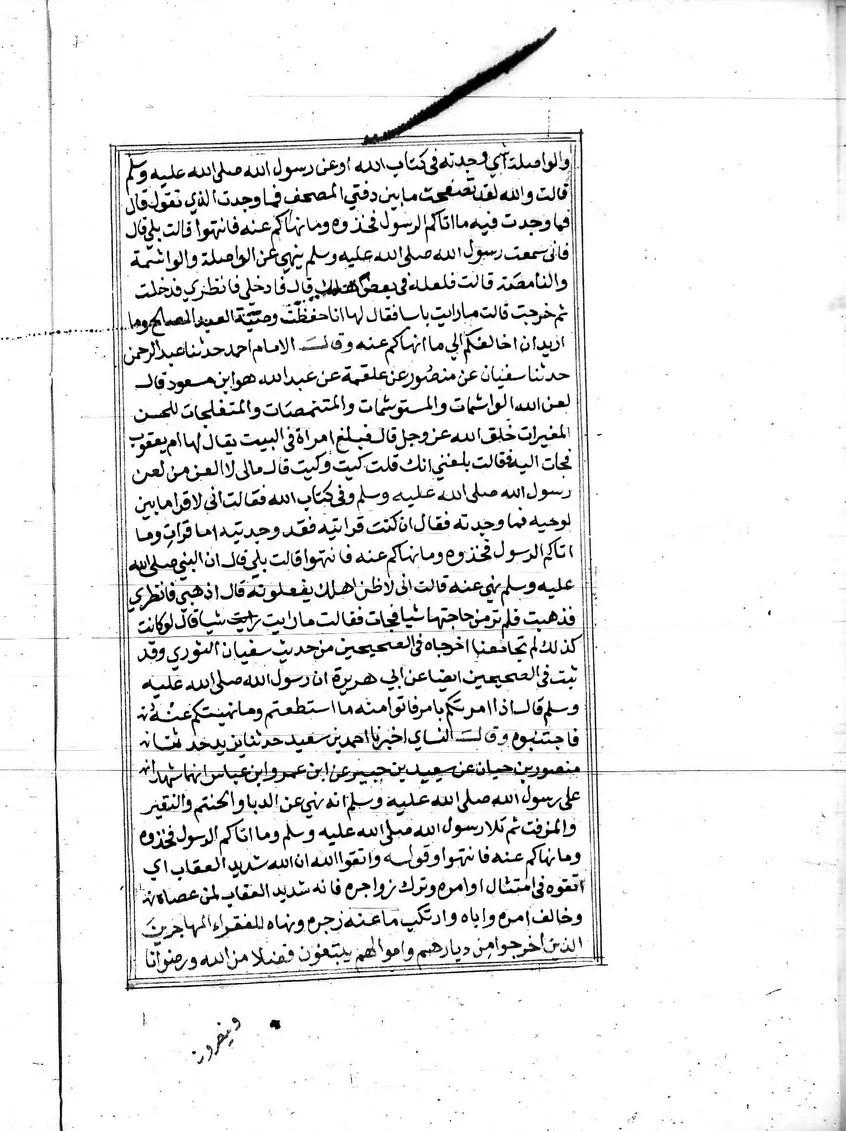 والواصلة اي وجدته في كتاب الله او عن رسول الله صلى الله عليه وسلم
قالت والله لقد تصفحت ما بين دفتي المصحف فما وجدت الذي تقول قال
فما وجدت فيه ما اتاكم الرسول فخذوه وما نهاكم عنه فانتهوا قالت بلى قال
فاني سمعت رسول الله صلى الله عليه وسلم ينهى عن الواصلة والواشمة
والنامصة قالت فلعله في بعض اهلك قال فادخلي فانظري فدخلت
ثم خرجت قالت ما رايت باسا فقال لها انا حفظت وصية العبد الصالح وما
اريد ان اخالفكم الى ما انهاكم عنه وقال الامام احمد حدثنا عبد الرحمن
حدثنا سفيان عن منصور عن علقمة عن عبد الله هو ابن مسعود قال
لعن الله الواشمات والمستوشمات والمتنمصات والمتفلجات للحسن
المغيرات خلق الله عز وجل قال فبلغ امراة في البيت يقال لها ام يعقوب
فجات اليه فقالت بلغني انك قلت كيت وكيت قال مالي لا العن من لعن
رسول الله صلى الله عليه وسلم وفي كتاب الله فقالت اني لاقرا ما بين
لوحيه فما وجدته فقال ان كنت قراتيه فقد وجدتيه اما قرات وما
اتاكم الرسول فخذوه وما نهاكم عنه فانتهوا قالت بلى قال ان النبي صلى الله
عليه وسلم نهى عنه قالت اني لاظن اهلك يفعلونه قال اذهبي فانظري
فذهبت فلم تر من حاجتها شيا فجات فقالت ما رايت شيا قال لو كانت
كذلك لم تجامعنا اخرجاه في الصحيحين من حديث سفيان الثوري وقد
ثبت في الصحيحين ايضا عن ابي هريرة ان رسول الله صلى الله عليه
وسلم قال اذا امرتكم بامر فاتوا منه ما استطعتم وما نهيتكم عنه
فاجتنبوه وقال النساي اخبرنا احمد بن سعيد حدثنا يزيد حدثنا
منصور بن حيان عن سعيد بن جبير عن ابن عمر وابن عباس انهما شهدا
على رسول الله صلى الله عليه وسلم انه نهى عن الدبا والحنتم والنقير
والمزفت ثم تلا رسول الله صلى الله عليه وسلم وما اتاكم الرسول فخذوه
وما نهاكم عنه فانتهوا وقوله واتقوا الله ان الله شديد العقاب اي
اتقوه في امتثال اوامره وترك زواجره فانه شديد العقاب لمن عصاه
وخالف امره واباه وارتكب ما عنه زجره ونهاه للفقراء المهاجرين
الذين اخرجوا من ديارهم واموالهم يبتغون فضلا من الله ورضوانا
وينصرون